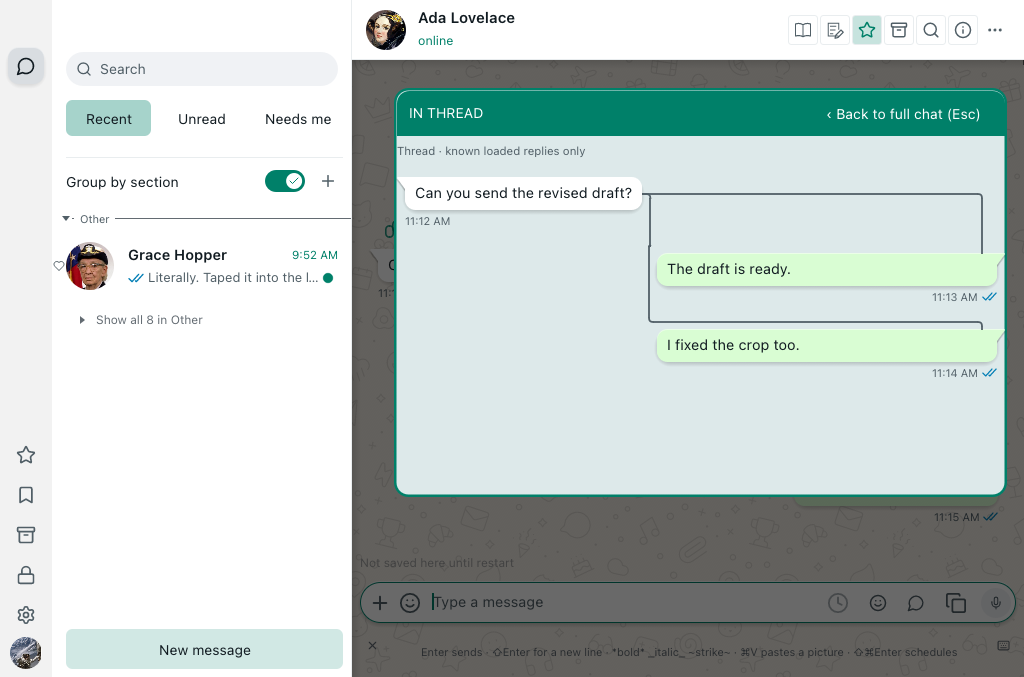 Ada Lovelace
online
Search
Recent
Unread
Needs me
Group by section
Other
Grace Hopper
9:52 AM
Literally. Taped it into the l...
Show all 8 in Other
New message
IN THREAD
‹ Back to full chat (Esc)
Thread · known loaded replies only
Can you send the revised draft?
11:12 AM
The draft is ready.
11:13 AM
I fixed the crop too.
11:14 AM
11:15 AM
Not saved here until restart
Type a message
Enter sends · ⇧Enter for a new line · *bold* _italic_ ~strike~ · ⌘V pastes a picture · ⇧⌘Enter schedules